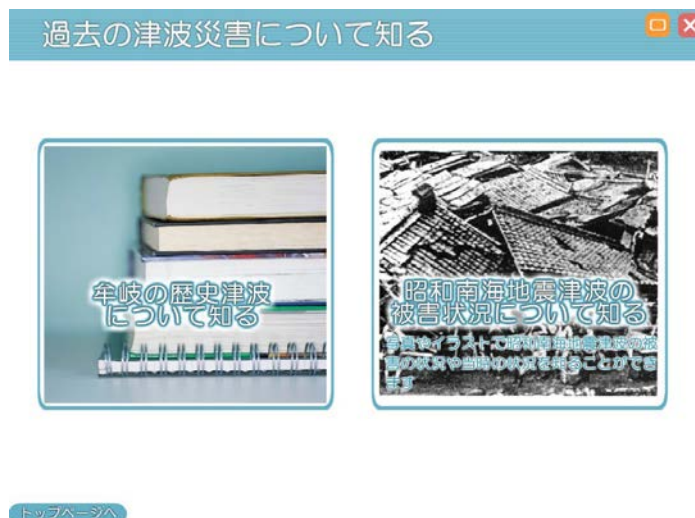 過去の津波災害について知る
牟岐の歴史津波
について知る
昭和南海地震津波の
被害状況について知る
写真やイラストで昭和南海地震津波の被
害の状況や当時の状況を知ることができ
ます
トップページへ